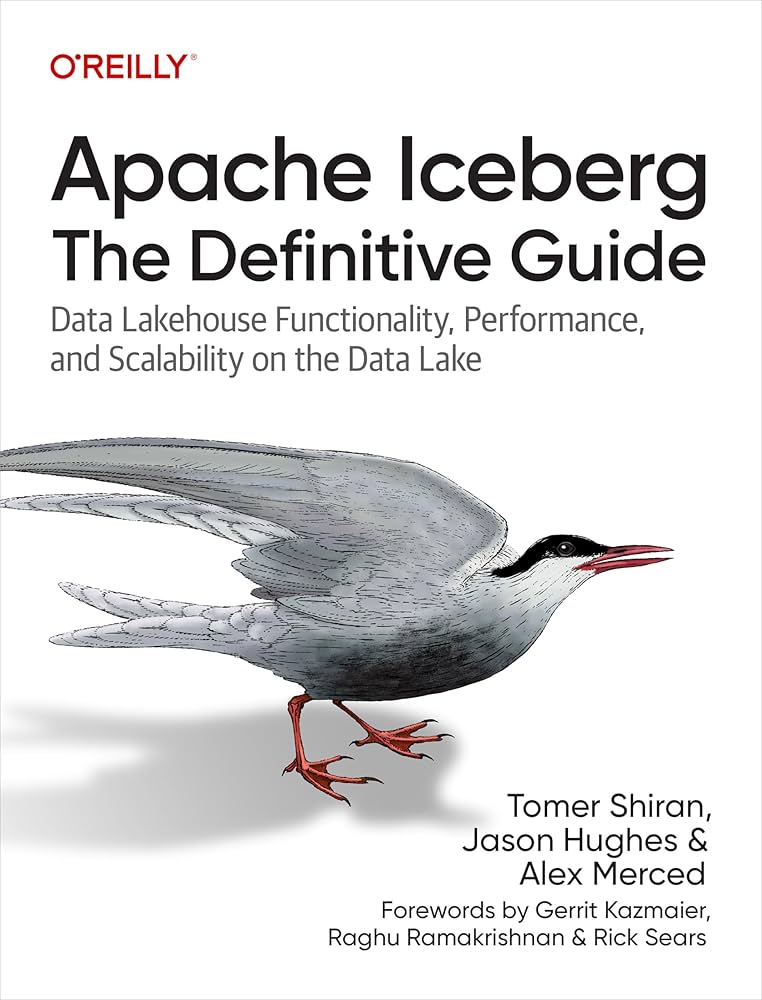 O'REILLY®
Apache Iceberg
The Definitive Guide
Data Lakehouse Functionality, Performance,
and Scalability on the Data Lake
Tomer Shiran,
Jason Hughes &
Alex Merced
Forewords by Gerrit Kazmaier,
Raghu Ramakrishnan & Rick Sears